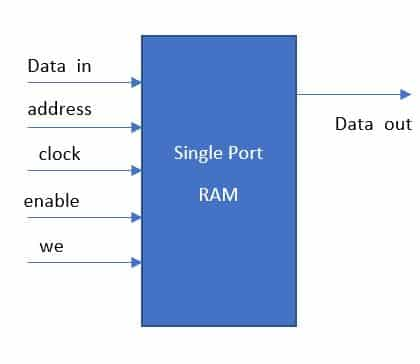 Data in
address
clock
enable
we
Single Port
RAM
Data out